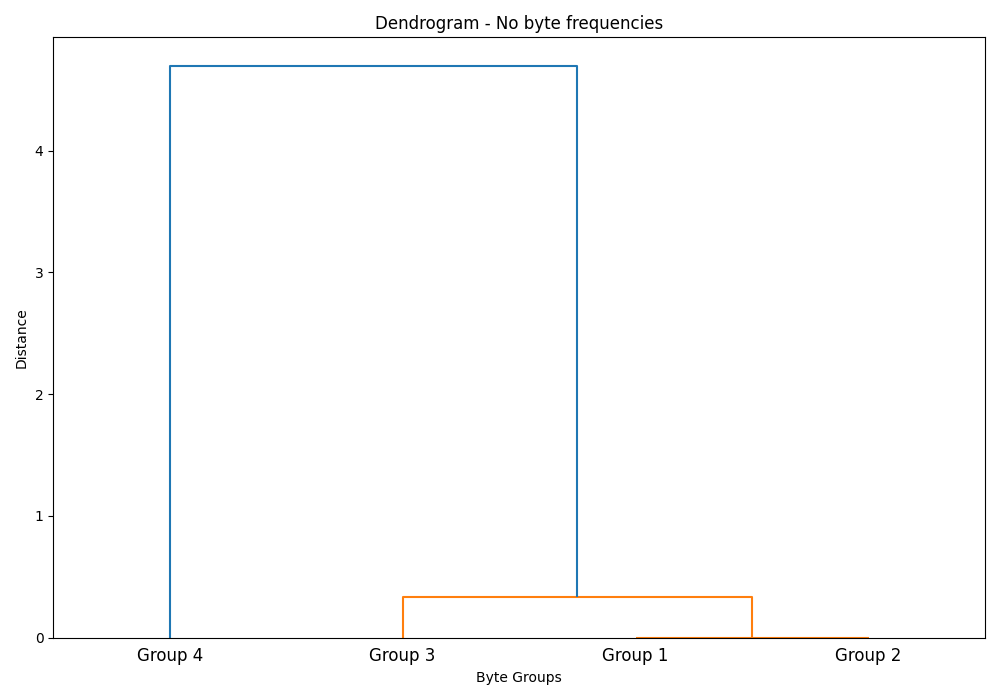 Dendrogram - No byte frequencies
4
3
2
1
0
Distance
Group 4 Group 3 Group 1 Group 2
Byte Groups